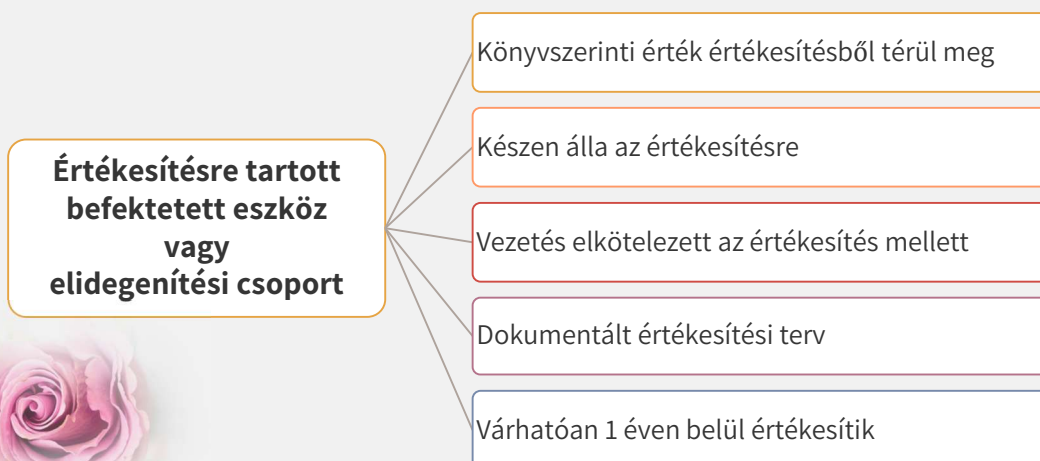 Értékesítésre tartott
befektetett eszköz
vagy
elidegenítési csoport
Könyvszerinti érték értékesítésből térül meg
Készen álla az értékesítésre
Vezetés elkötelezett az értékesítés mellett
Dokumentált értékesítési terv
Várhatóan 1 éven belül értékesítik